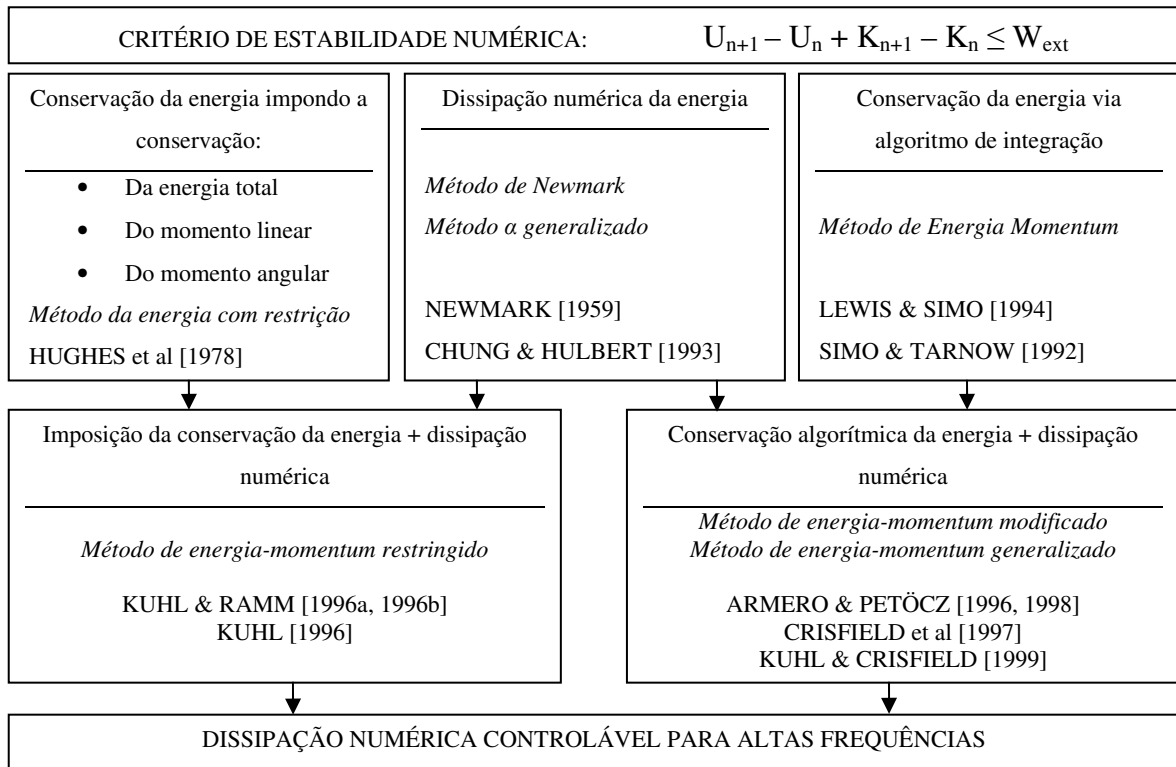 CRITÉRIO DE ESTABILIDADE NUMÉRICA: U_{n+1} – U_n + K_{n+1} – K_n ≤ W_{ext}
Conservação da energia impondo a
conservação:
• Da energia total
• Do momento linear
• Do momento angular
Método da energia com restrição
HUGHES et al [1978]
Dissipação numérica da energia
Método de Newmark
Método α generalizado
NEWMARK [1959]
CHUNG & HULBERT [1993]
Conservação da energia via
algoritmo de integração
Método de Energia Momentum
LEWIS & SIMO [1994]
SIMO & TARNOW [1992]
Imposição da conservação da energia + dissipação
numérica
Método de energia-momentum restringido
KUHL & RAMM [1996a, 1996b]
KUHL [1996]
Conservação algorítmica da energia + dissipação
numérica
Método de energia-momentum modificado
Método de energia-momentum generalizado
ARMERO & PETÖCZ [1996, 1998]
CRISFIELD et al [1997]
KUHL & CRISFIELD [1999]
DISSIPAÇÃO NUMÉRICA CONTROLÁVEL PARA ALTAS FREQUÊNCIAS